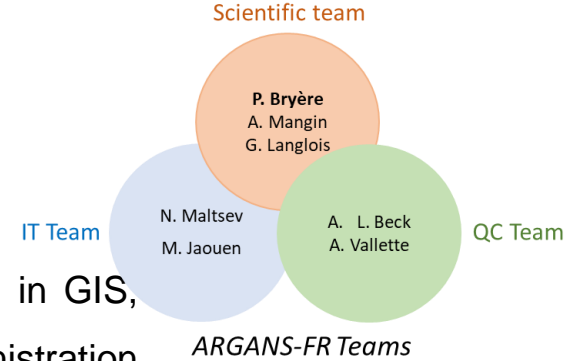 Scientific team
P. Bryère
A. Mangin
G. Langlois
IT Team
N. Maltsev
M. Jaouen
A. L. Beck
A. Vallette
QC Team
in GIS,
ARGANS-FR Teams